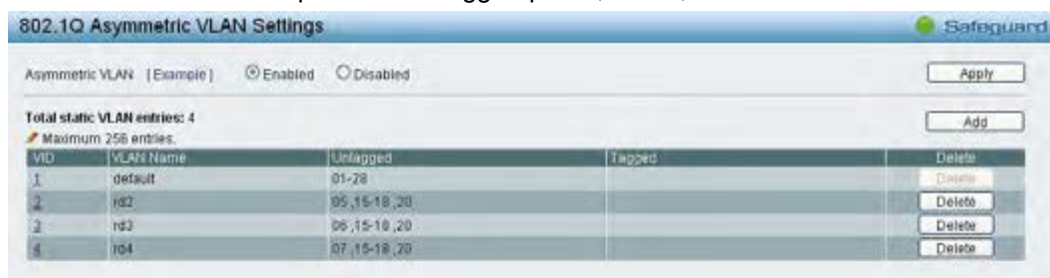 802.1Q Asymmetric VLAN Settings Safeguard
Asymmetric VLAN [Example] Enabled Disabled Apply
Total static VLAN entries: 4 Add
Maximum 256 entries.
VID VLAN Name Untagged Tagged Delete
1 default 01-28 Delete
2 rd2 05 ,15-18 ,20 Delete
3 rd3 06 ,15-18 ,20 Delete
4 rd4 07 ,15-18 ,20 Delete